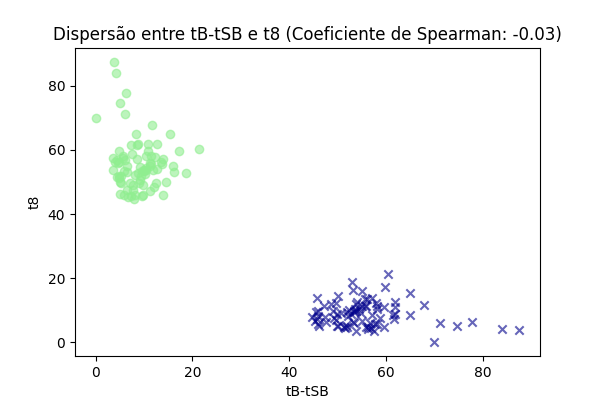 Dispersão entre tB-tSB e t8 (Coeficiente de Spearman: -0.03)
80
60
40
20
0
t8
0 20 40 60 80
tB-tSB